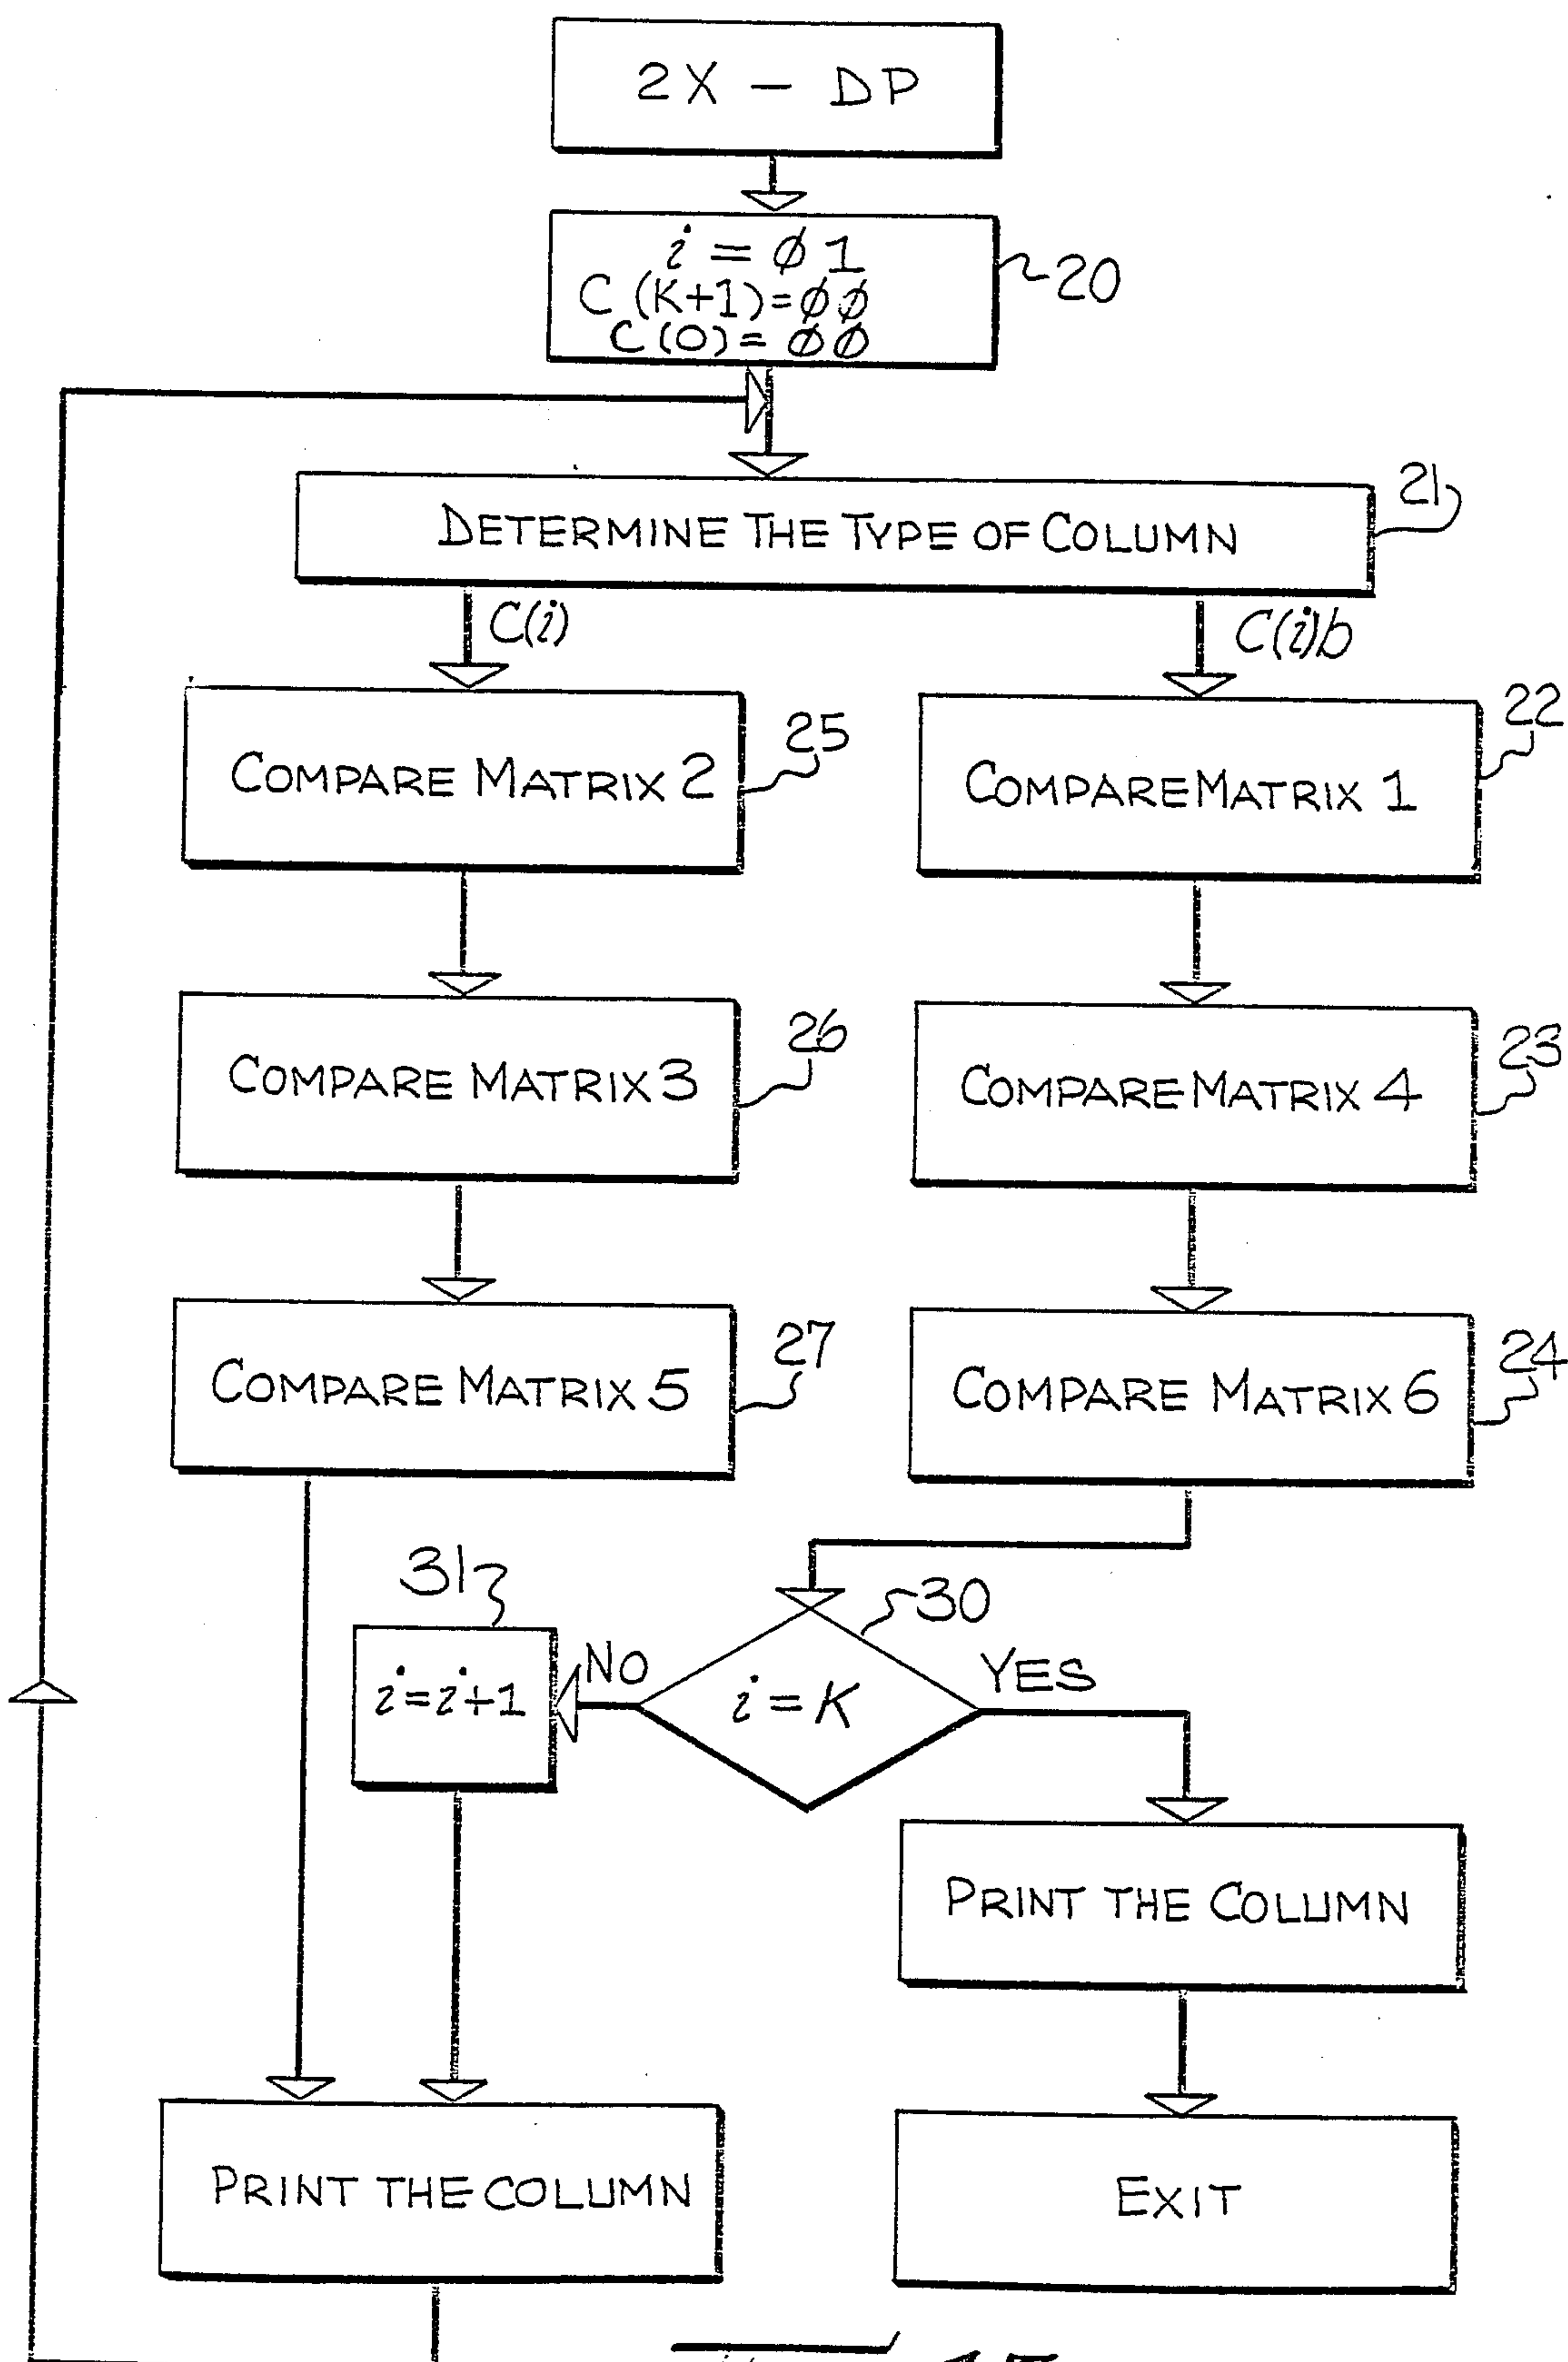 2X — DP
i = ∅1
C (K+1) = ∅∅
C (0) = ∅∅
20
DETERMINE THE TYPE OF COLUMN
21
C(i)
C(i)b
COMPARE MATRIX 2
25
COMPARE MATRIX 1
22
COMPARE MATRIX 3
26
COMPARE MATRIX 4
23
COMPARE MATRIX 5
27
COMPARE MATRIX 6
24
31
30
i=i+1
NO
i = K
YES
PRINT THE COLUMN
PRINT THE COLUMN
EXIT